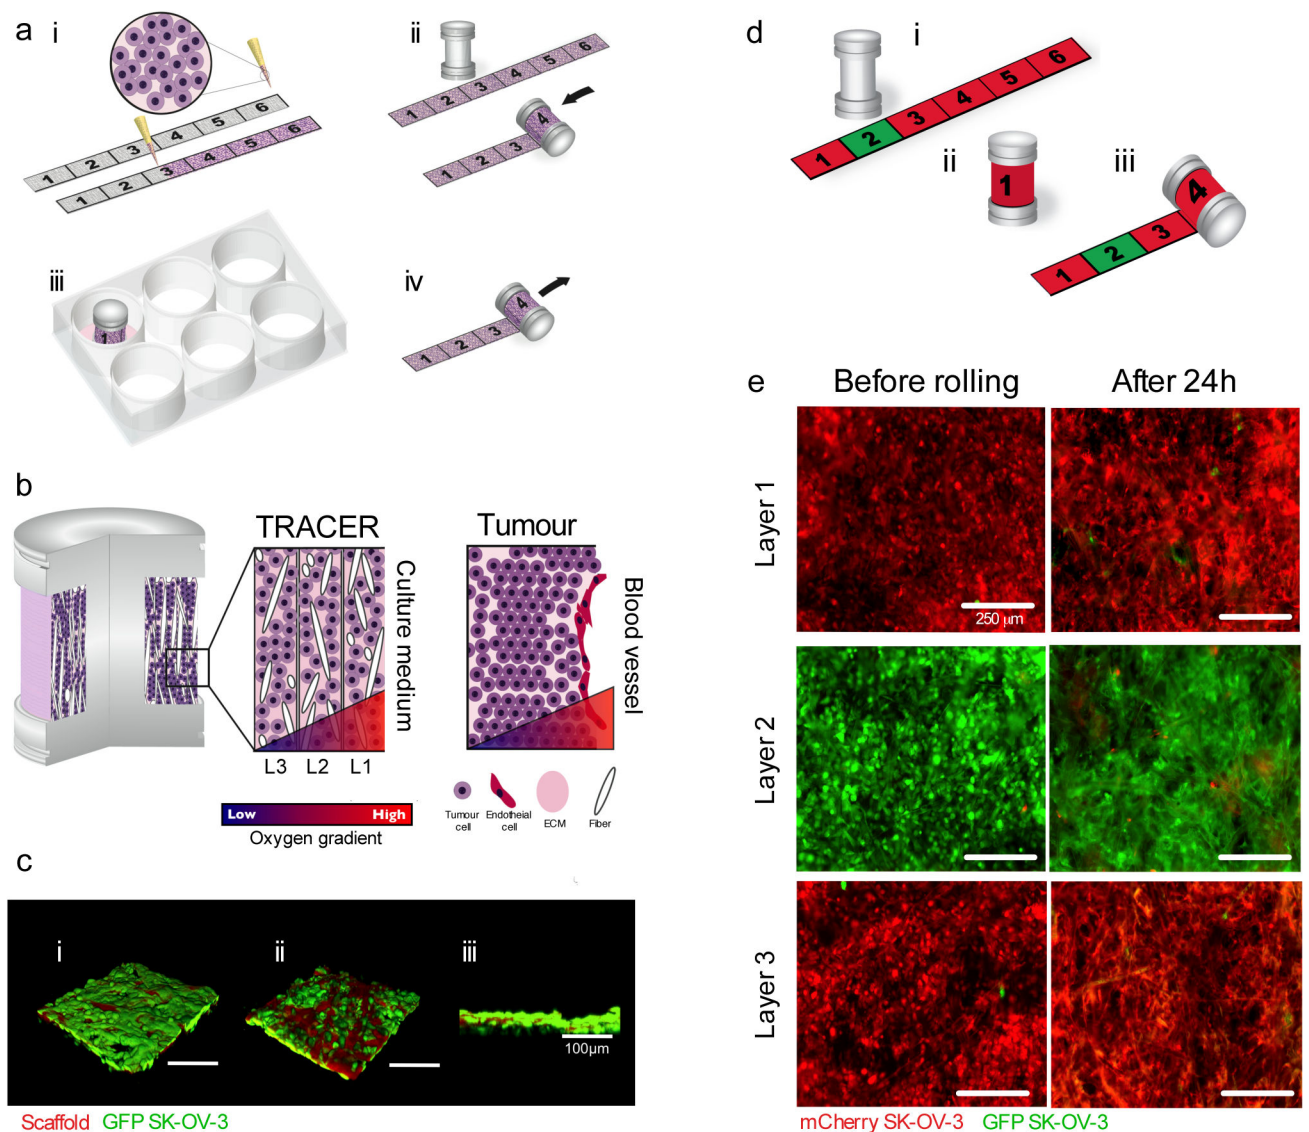 a
i
1 2 3 4 5 6
1 2 3 4 5 6
ii
1 2 3 4 5 6
1 2 3 4
iii
1
iv
1 2 3 4
b
TRACER
Culture medium
L3 L2 L1
Tumour
Blood vessel
Low High
Oxygen gradient
Tumour cell
Endotheial cell
ECM
Fiber
c
i
ii
iii
100µm
Scaffold GFP SK-OV-3
d
i
1 2 3 4 5 6
ii
1
iii
1 2 3 4
e
Before rolling After 24h
Layer 1
250 µm
Layer 2
Layer 3
mCherry SK-OV-3 GFP SK-OV-3